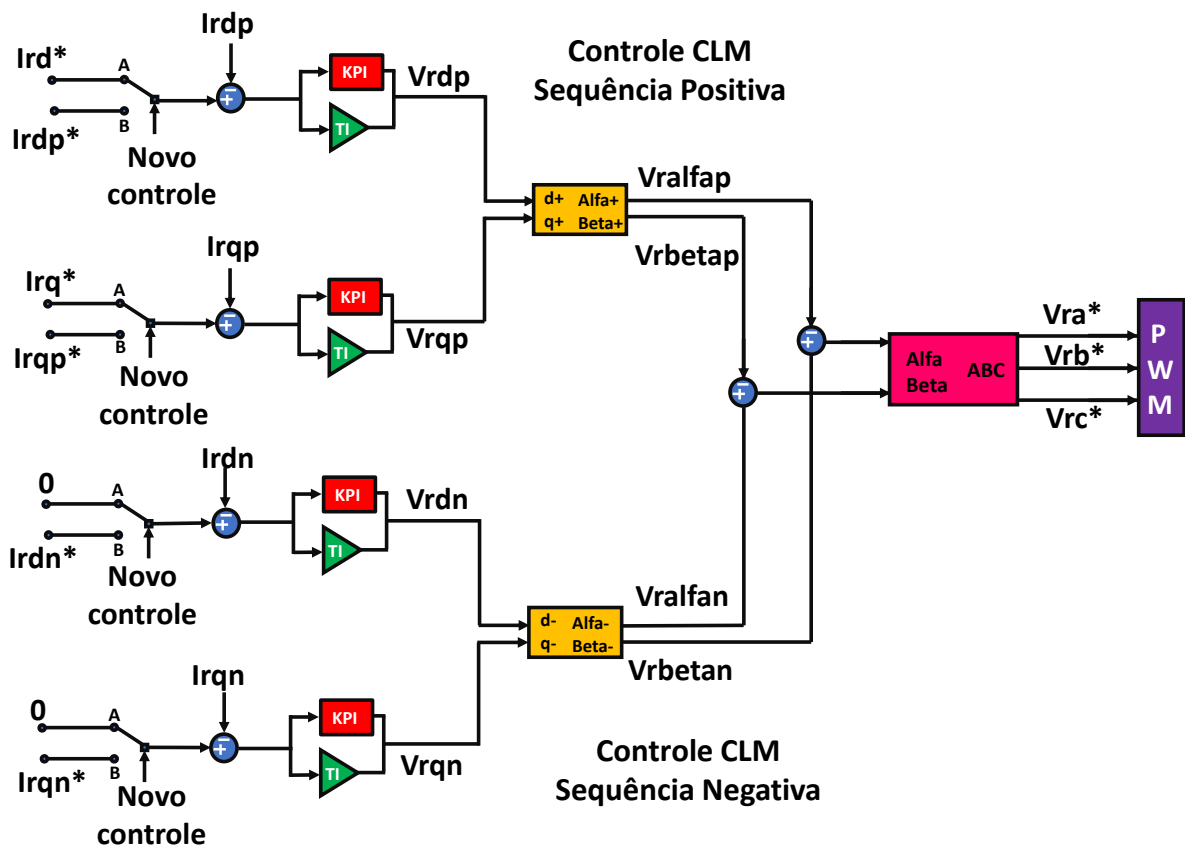 Irdp
Ird*
A
B
Irdp*
Novo
controle
−
+
KPI
TI
Vrdp
Controle CLM
Sequência Positiva
Irqp
Irq*
A
B
Irqp*
Novo
controle
−
+
KPI
TI
Vrqp
d+ Alfa+
q+ Beta+
Vralfap
Vrbetap
Irdn
0
A
B
Irdn*
Novo
controle
−
+
KPI
TI
Vrdn
Irqn
0
A
B
Irqn*
Novo
controle
−
+
KPI
TI
Vrqn
d- Alfa-
q- Beta-
Vralfan
Vrbetan
Controle CLM
Sequência Negativa
−
+
−
+
Alfa
Beta
ABC
Vra*
Vrb*
Vrc*
P
W
M